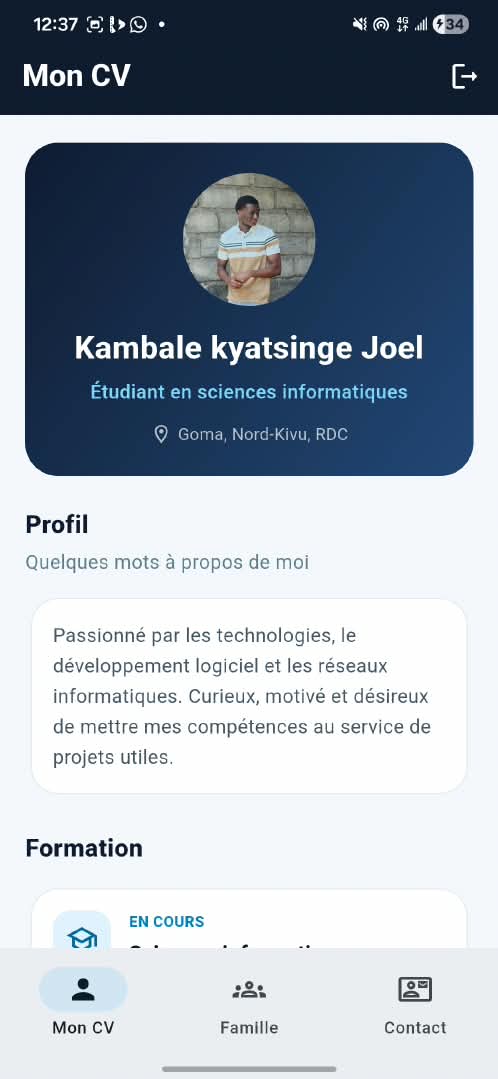 12:37
4G
34
Mon CV
Kambale kyatsinge Joel
Étudiant en sciences informatiques
Goma, Nord-Kivu, RDC
Profil
Quelques mots à propos de moi
Passionné par les technologies, le
développement logiciel et les réseaux
informatiques. Curieux, motivé et désireux
de mettre mes compétences au service de
projets utiles.
Formation
EN COURS
Mon CV
Famille
Contact